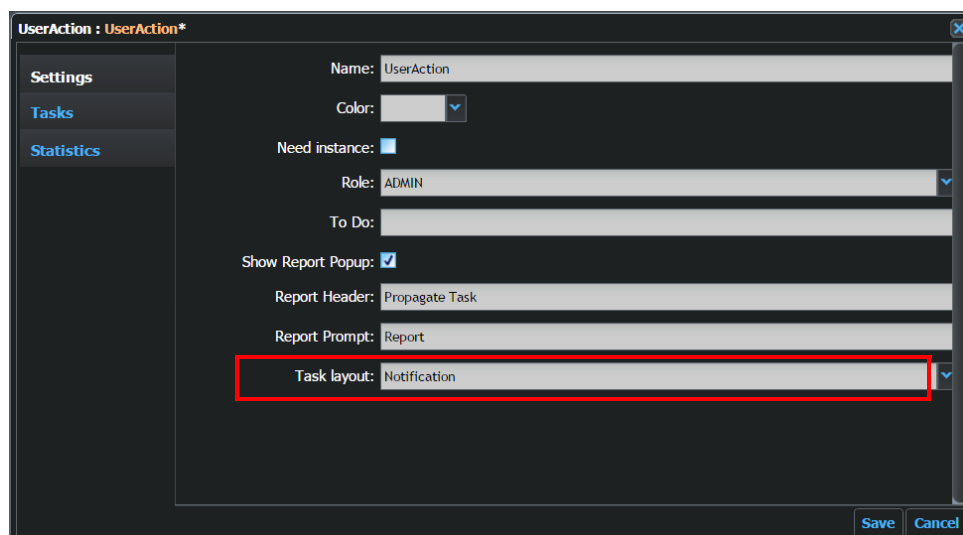 UserAction : UserAction*
Settings
Tasks
Statistics
Name: UserAction
Color:
Need instance:
Role: ADMIN
To Do:
Show Report Popup:
Report Header: Propagate Task
Report Prompt: Report
Task layout: Notification
Save Cancel